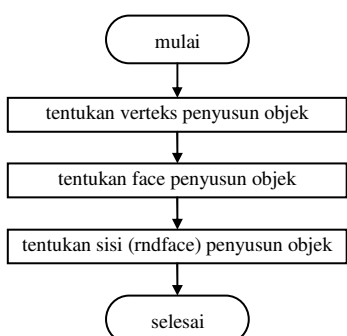 mulai
tentukan verteks penyusun objek
tentukan face penyusun objek
tentukan sisi (rndface) penyusun objek
selesai